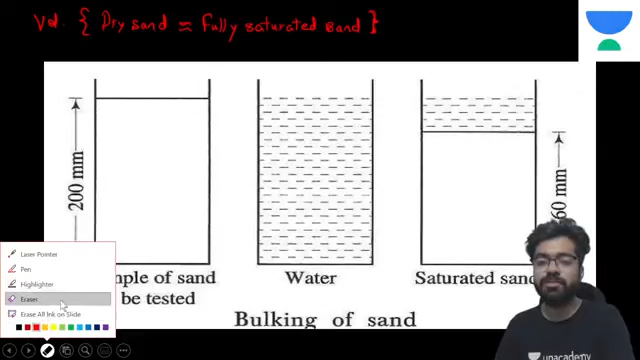 Vol. { Dry sand ≈ Fully saturated sand }
200 mm
60 mm
mple of sand
be tested
Water
Saturated sand
Bulking of sand
Laser Pointer
Pen
Highlighter
Eraser
Erase All Ink on Slide
unacademy